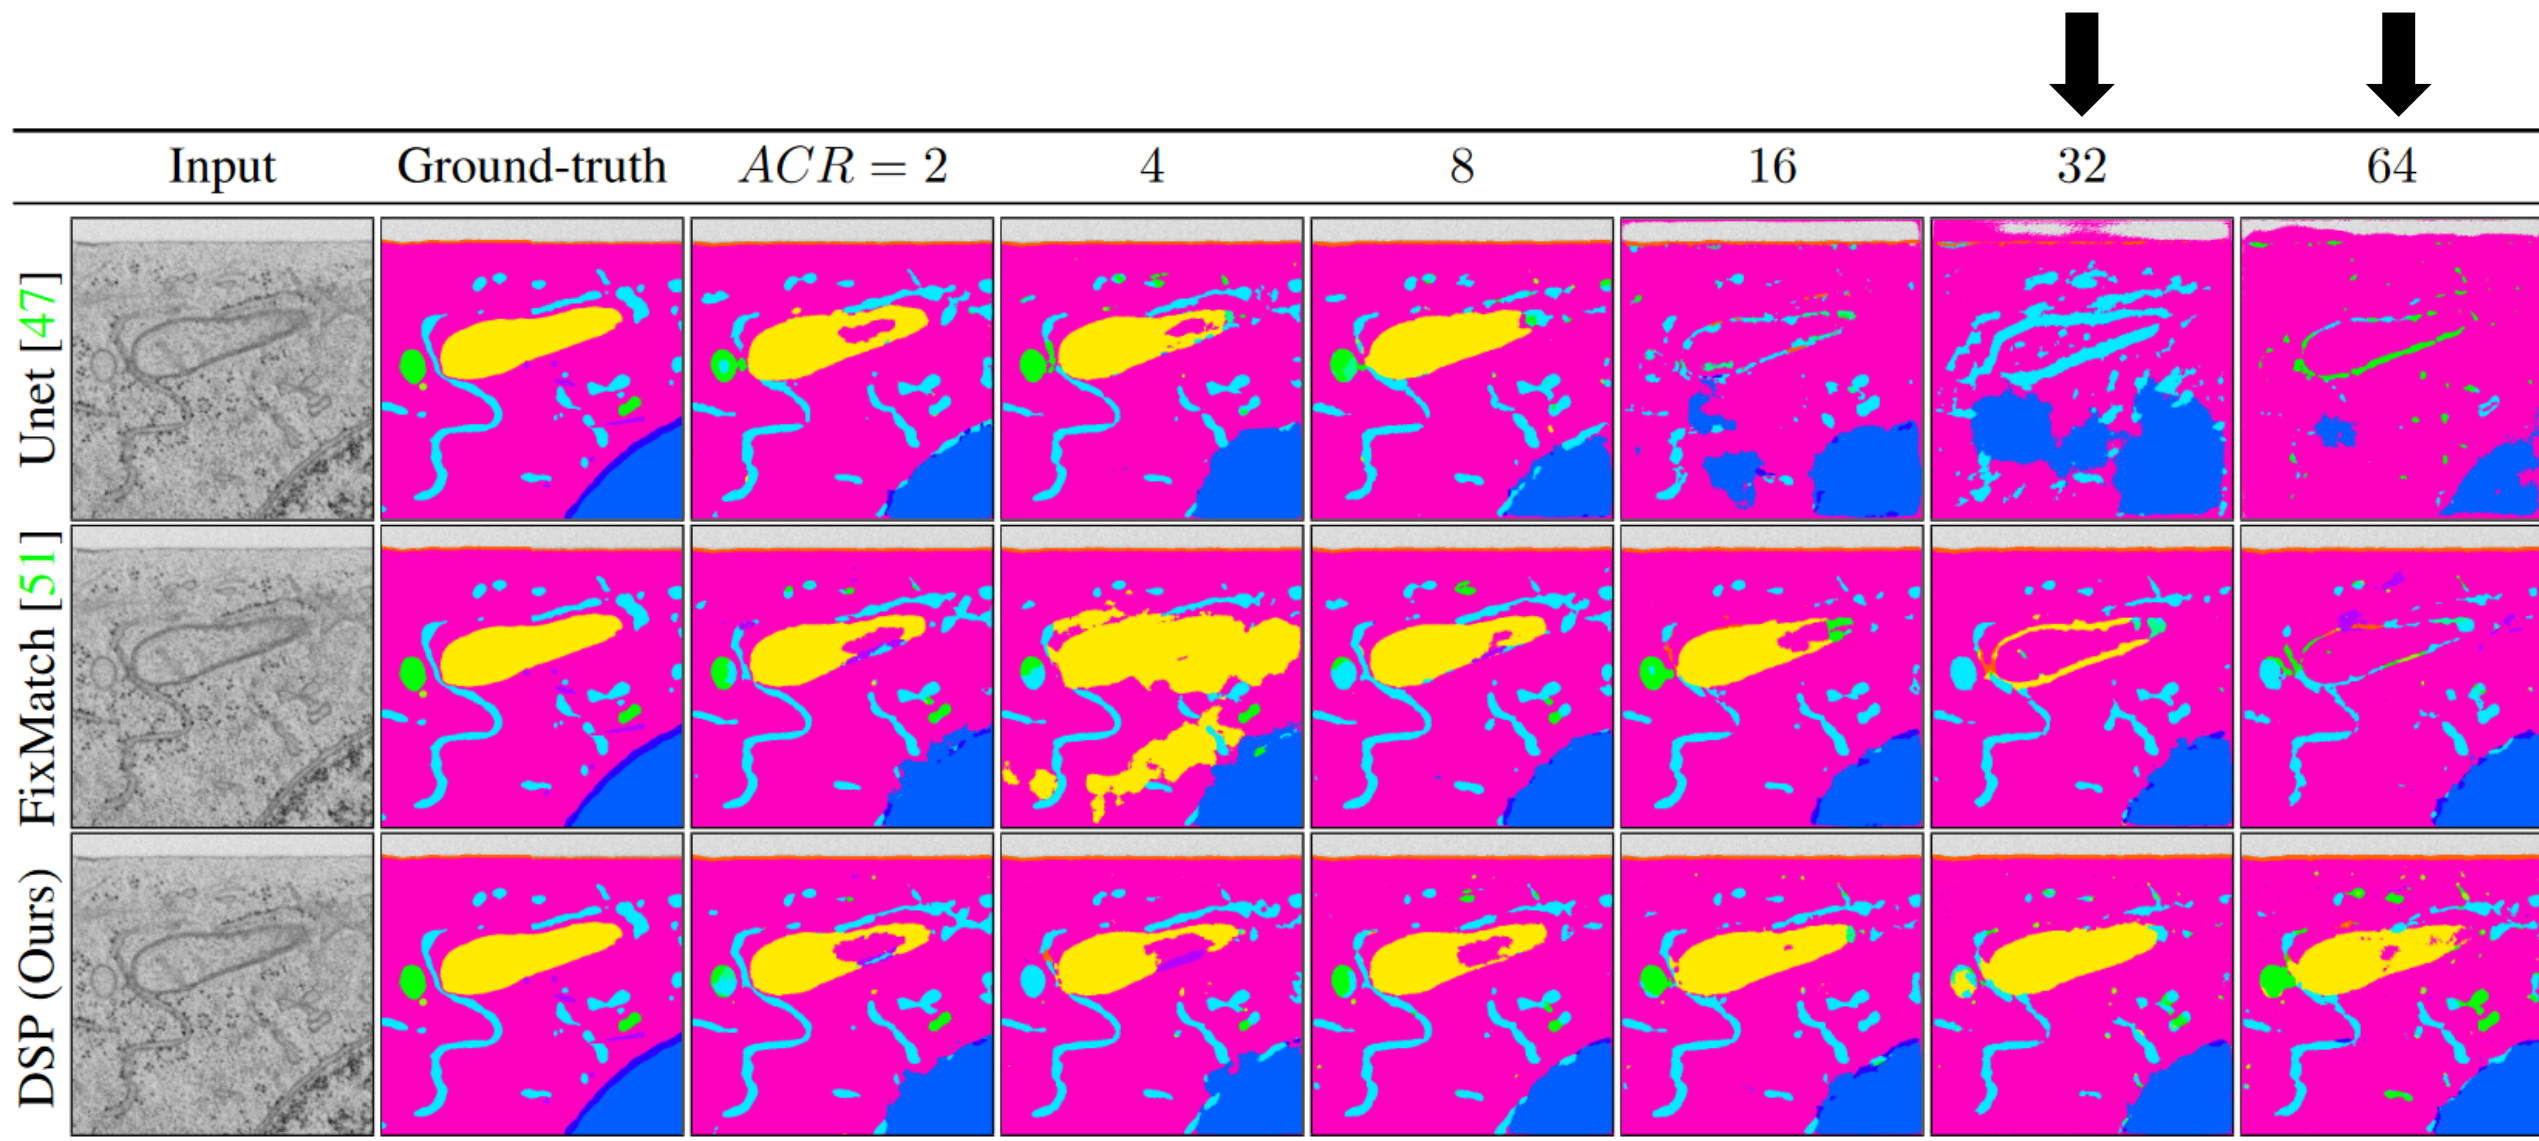 Input Ground-truth ACR = 2 4 8 16 32 64
Unet [47]
FixMatch [51]
DSP (Ours)